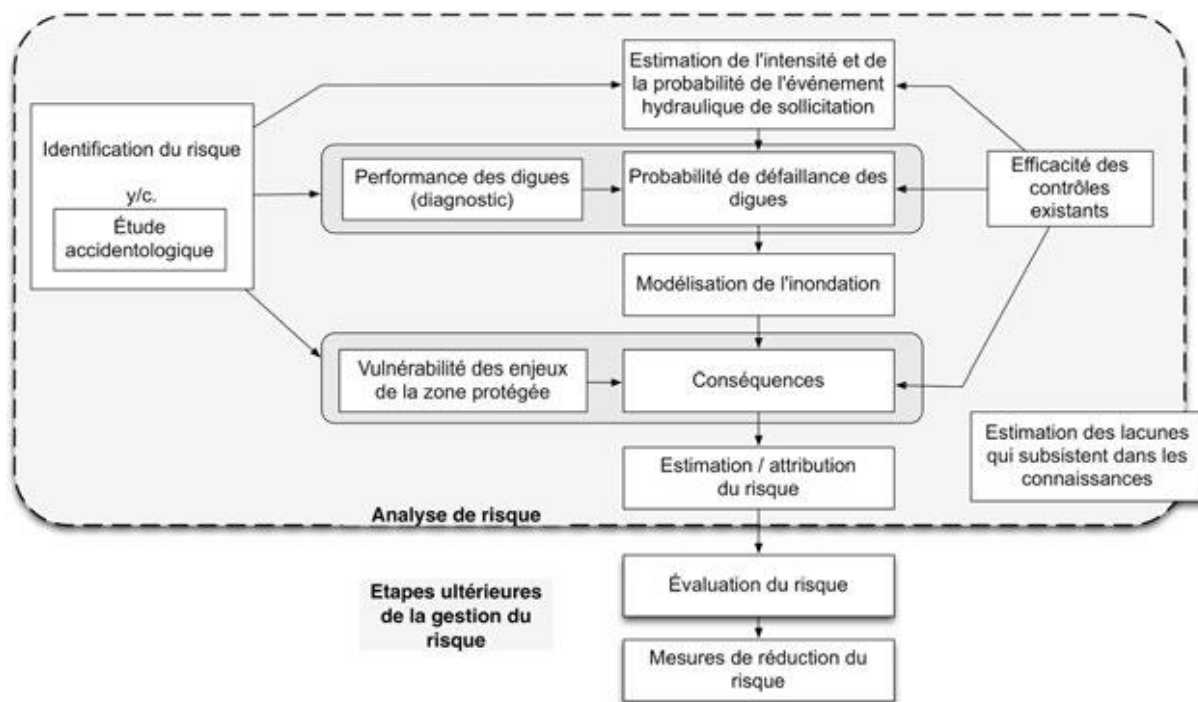 Estimation de l'intensité et de
la probabilité de l'événement
hydraulique de sollicitation
Identification du risque
y/c.
Étude
accidentologique
Performance des digues
(diagnostic)
Probabilité de défaillance des
digues
Efficacité des
contrôles
existants
Modélisation de l'inondation
Vulnérabilité des enjeux
de la zone protégée
Conséquences
Estimation des lacunes
qui subsistent dans les
connaissances
Estimation / attribution
du risque
Analyse de risque
Évaluation du risque
Etapes ultérieures
de la gestion du
risque
Mesures de réduction du
risque